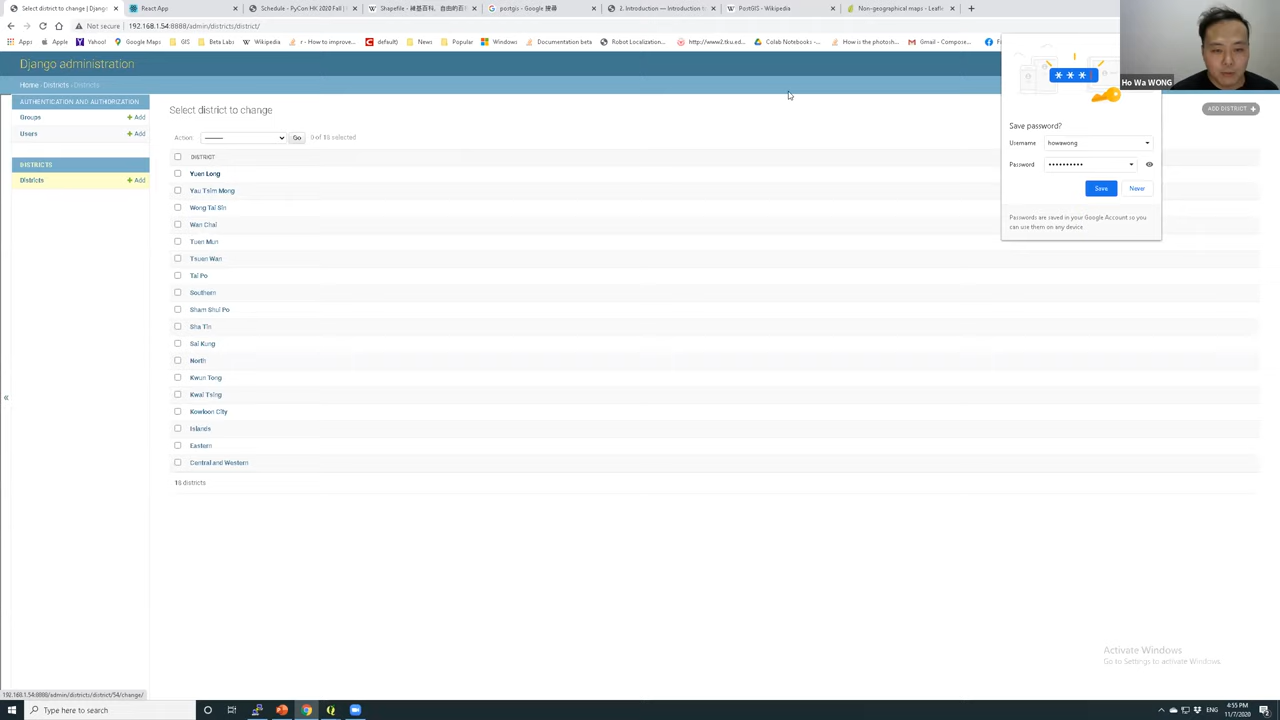 Select district to change | Djang
React App
Schedule – PyCon HK 2020 Fall |
Shapefile - 維基百科，自由的百
postgis - Google 搜尋
2. Introduction — Introduction t
PostGIS - Wikipedia
Non-geographical maps - Leafl
Not secure
192.168.1.54:8888/admin/districts/district/
Apps
Apple
Yahoo!
Google Maps
GIS
Beta Labs
Wikipedia
r - How to improve...
default)
News
Popular
Windows
Documentation beta
Robot Localization...
http://www2.tku.ed...
Colab Notebooks -...
How is the photosh...
Gmail - Compose...
Django administration
Home › Districts › Districts
AUTHENTICATION AND AUTHORIZATION
Groups
+ Add
Users
+ Add
DISTRICTS
Districts
+ Add
Select district to change
ADD DISTRICT +
Action:
---------
Go
0 of 18 selected
DISTRICT
Yuen Long
Yau Tsim Mong
Wong Tai Sin
Wan Chai
Tuen Mun
Tsuen Wan
Tai Po
Southern
Sham Shui Po
Sha Tin
Sai Kung
North
Kwun Tong
Kwai Tsing
Kowloon City
Islands
Eastern
Central and Western
18 districts
«
Ho Wa WONG
***
Save password?
Username
howawong
Password
••••••••••
Save
Never
Passwords are saved in your Google Account so you
can use them on any device
Activate Windows
Go to Settings to activate Windows.
192.168.1.54:8888/admin/districts/district/54/change/
Type here to search
ENG
4:55 PM
11/7/2020